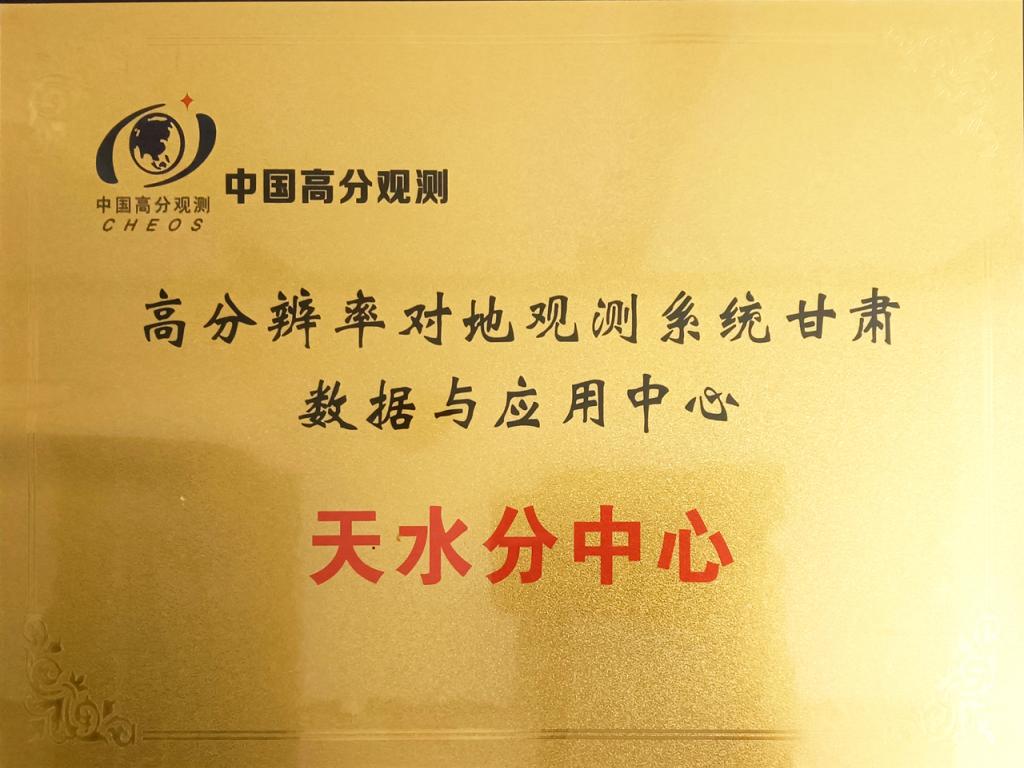 中国高分观测
CHEOS
中国高分观测
高分辨率对地观测系统甘肃
数据与应用中心
天水分中心